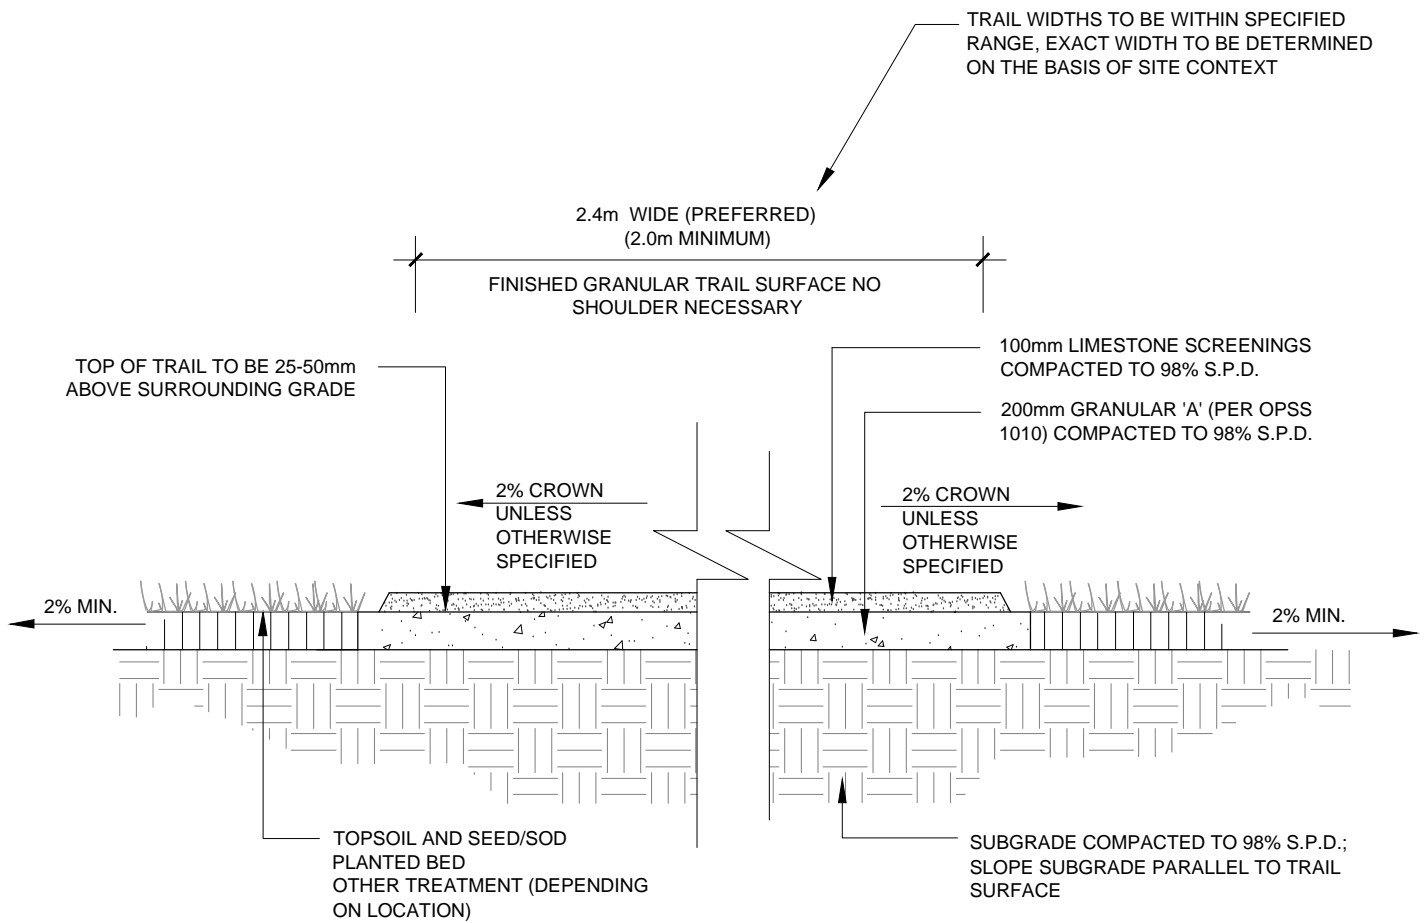 TRAIL WIDTHS TO BE WITHIN SPECIFIED
RANGE, EXACT WIDTH TO BE DETERMINED
ON THE BASIS OF SITE CONTEXT
2.4m WIDE (PREFERRED)
(2.0m MINIMUM)
FINISHED GRANULAR TRAIL SURFACE NO
SHOULDER NECESSARY
TOP OF TRAIL TO BE 25-50mm
ABOVE SURROUNDING GRADE
100mm LIMESTONE SCREENINGS
COMPACTED TO 98% S.P.D.
200mm GRANULAR 'A' (PER OPSS
1010) COMPACTED TO 98% S.P.D.
2% CROWN
UNLESS
OTHERWISE
SPECIFIED
2% CROWN
UNLESS
OTHERWISE
SPECIFIED
2% MIN.
2% MIN.
TOPSOIL AND SEED/SOD
PLANTED BED
OTHER TREATMENT (DEPENDING
ON LOCATION)
SUBGRADE COMPACTED TO 98% S.P.D.;
SLOPE SUBGRADE PARALLEL TO TRAIL
SURFACE